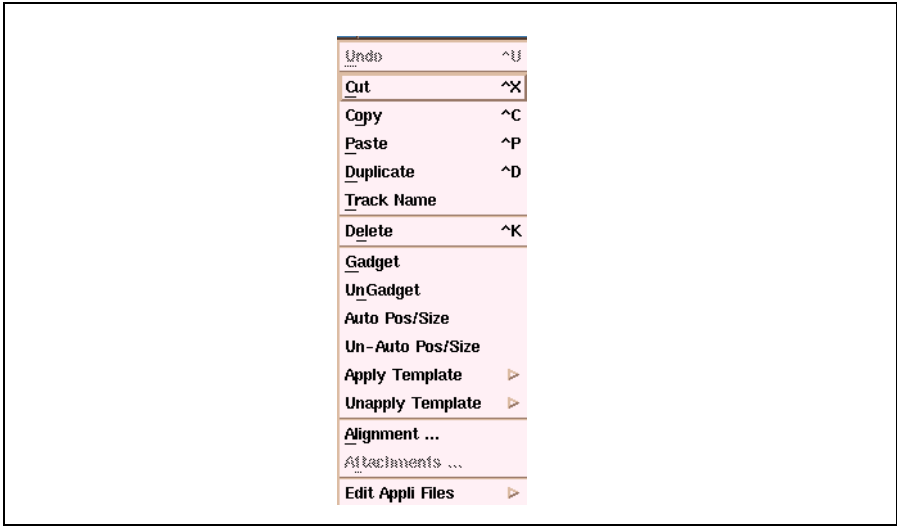 Undo ^U
Cut ^X
Copy ^C
Paste ^P
Duplicate ^D
Track Name
Delete ^K
Gadget
UnGadget
Auto Pos/Size
Un-Auto Pos/Size
Apply Template
Unapply Template
Alignment ...
Attachments ...
Edit Appli Files